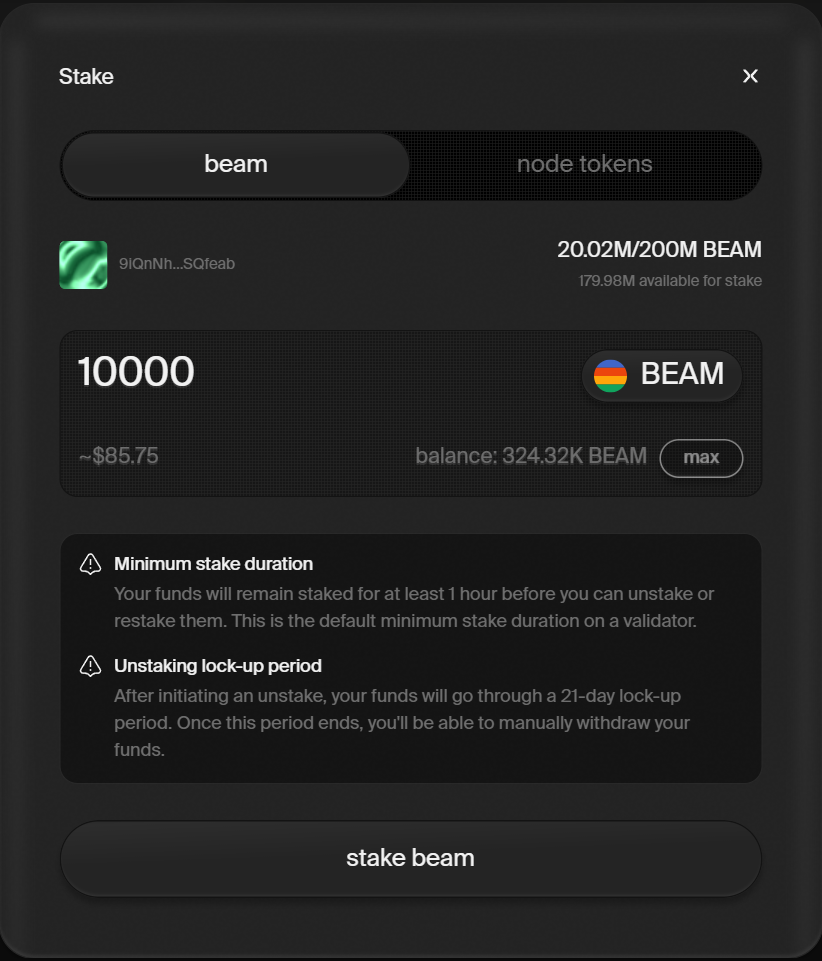 Stake
beam
node tokens
9lQnNh...SQfeab
20.02M/200M BEAM
179.98M available for stake
10000
BEAM
~$85.75
balance: 324.32K BEAM
max
Minimum stake duration
Your funds will remain staked for at least 1 hour before you can unstake or
restake them. This is the default minimum stake duration on a validator.
Unstaking lock-up period
After initiating an unstake, your funds will go through a 21-day lock-up
period. Once this period ends, you'll be able to manually withdraw your
funds.
stake beam